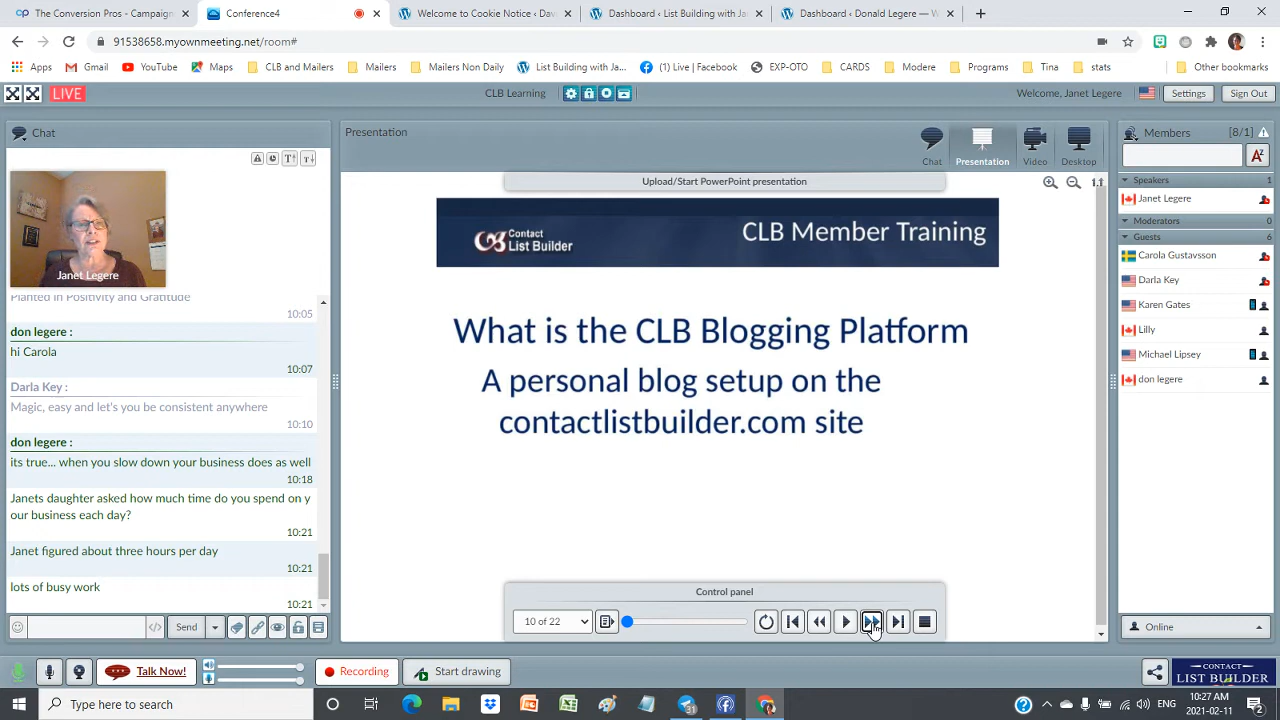 The Conversion Pros - Campaign
Conference4
Welcome to Cookie Notice ‹ Dav
Dashboard ‹ List Building with Ja
Dashboard ‹ Donald Legere — W
91538658.myownmeeting.net/room#
Apps
Gmail
YouTube
Maps
CLB and Mailers
Mailers
Mailers Non Daily
List Building with Ja...
(1) Live | Facebook
EXP-OTO
CARDS
Modere
Programs
Tina
stats
Other bookmarks
LIVE
CLB Learning
Welcome, Janet Legere
Settings
Sign Out
Chat
Janet Legere
Planted in Positivity and Gratitude
10:05
don legere :
hi Carola
10:07
Darla Key :
Magic, easy and let's you be consistent anywhere
10:10
don legere :
its true... when you slow down your business does as well
10:18
Janets daughter asked how much time do you spend on y
our business each day?
10:21
Janet figured about three hours per day
10:21
lots of busy work
10:21
Send
Presentation
Chat
Presentation
Video
Desktop
Upload/Start PowerPoint presentation
1:1
Contact
List Builder
CLB Member Training
What is the CLB Blogging Platform
A personal blog setup on the
contactlistbuilder.com site
Control panel
10 of 22
Members
[8/1]
Speakers 1
Janet Legere
Moderators 0
Guests 6
Carola Gustavsson
Darla Key
Karen Gates
Lilly
Michael Lipsey
don legere
Online
Talk Now!
Recording
Start drawing
CONTACT
LIST BUILDER
Type here to search
31
ENG
10:27 AM
2021-02-11
2